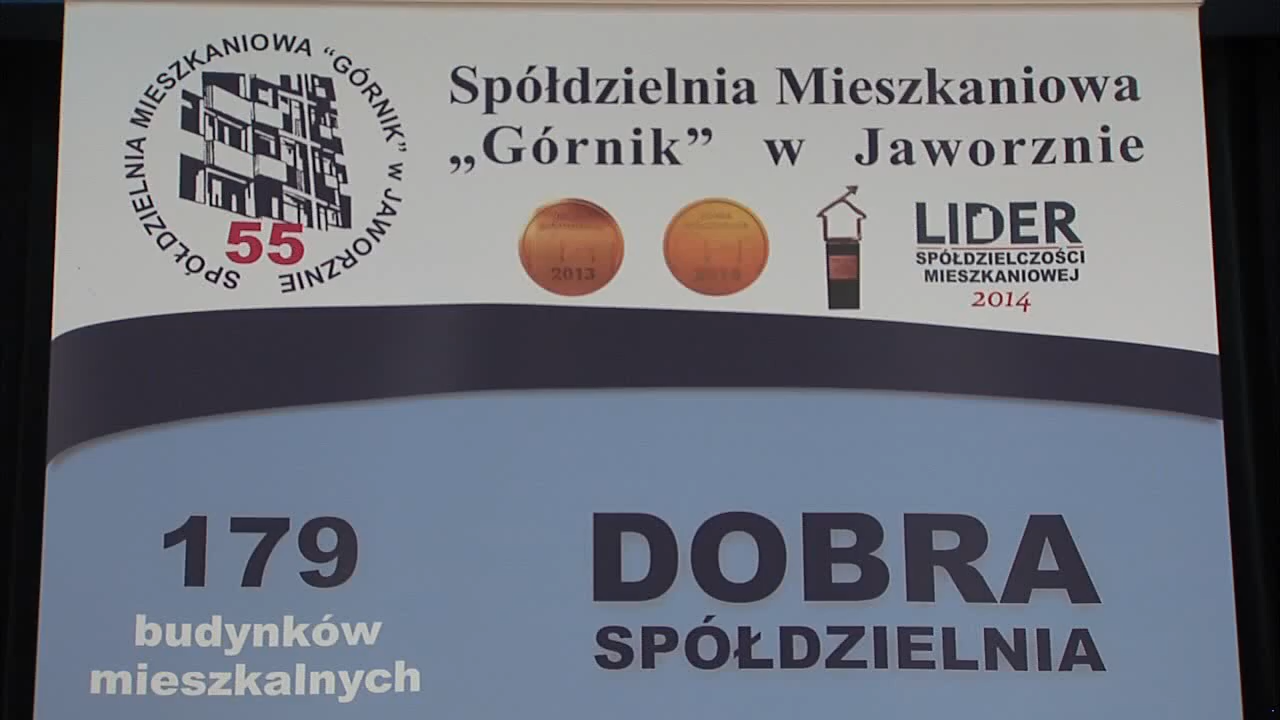 SPÓŁDZIELNIA MIESZKANIOWA "GÓRNIK" w JAWORZNIE
55
Spółdzielnia Mieszkaniowa
„Górnik” w Jaworznie
2013
LIDER
SPÓŁDZIELCZOŚCI
MIESZKANIOWEJ
2014
179
budynków
mieszkalnych
DOBRA
SPÓŁDZIELNIA